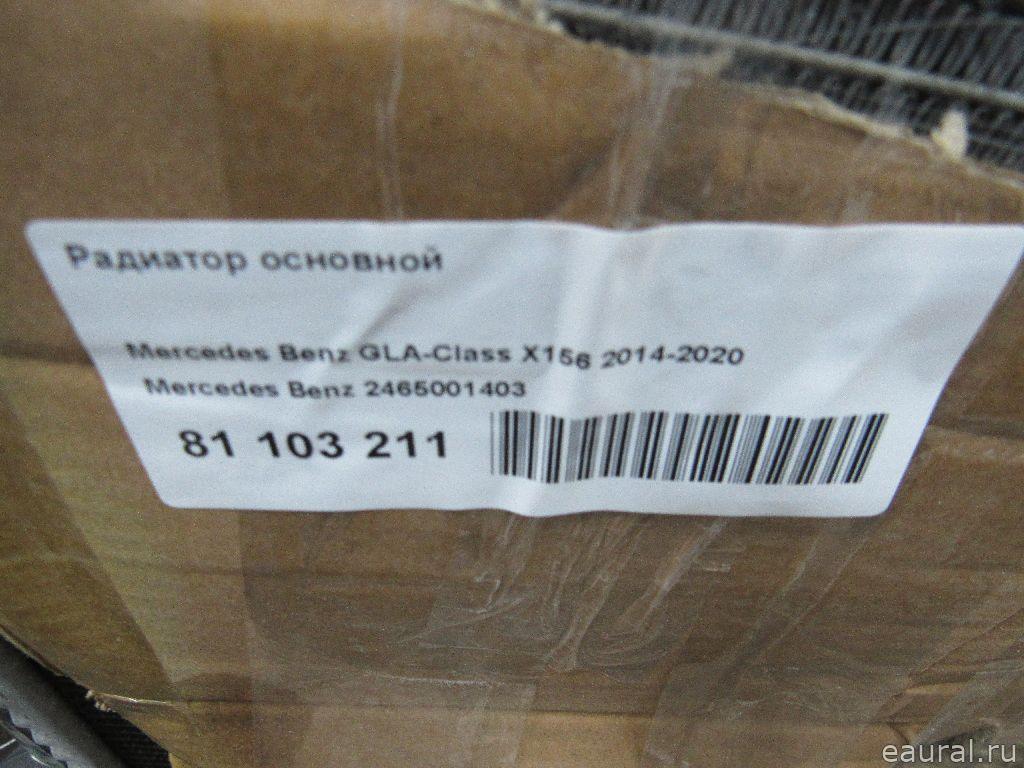 Радиатор основной
Mercedes Benz GLA-Class X156 2014-2020
Mercedes Benz 2465001403
81 103 211
eaural.ru